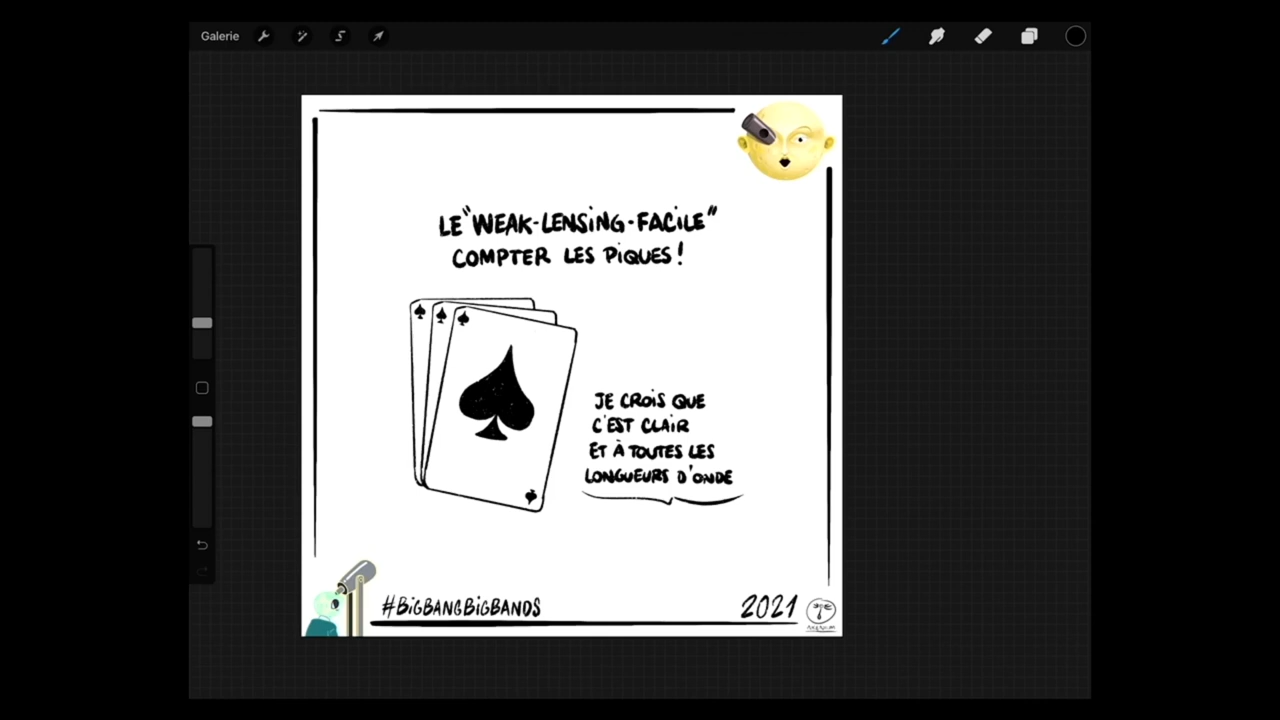 Galerie
LE "WEAK-LENSING-FACILE"
COMPTER LES PIQUES!
JE CROIS QUE
C'EST CLAIR
ET À TOUTES LES
LONGUEURS D'ONDE
#BIGBANGBIGBANDS
2021